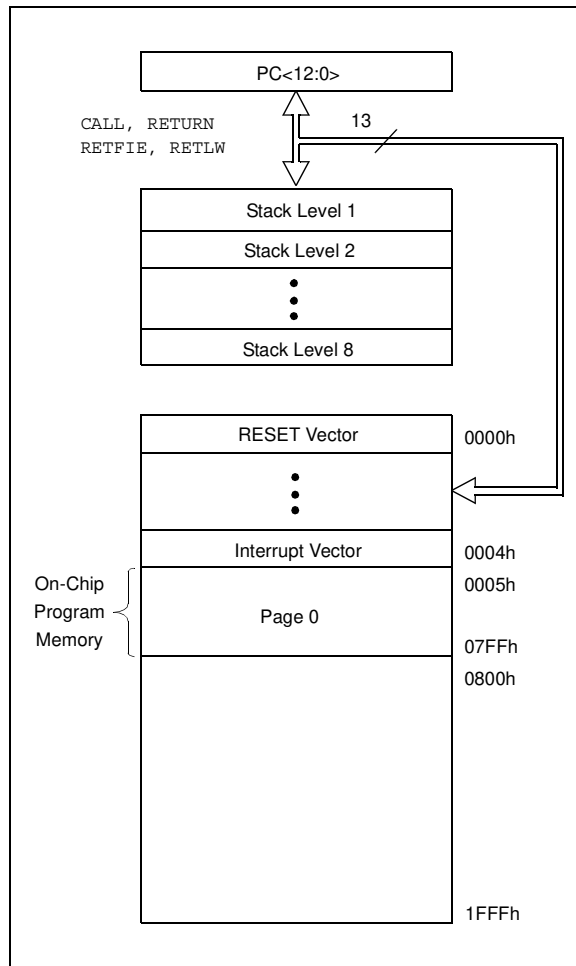 PC<12:0>
CALL, RETURN
RETFIE, RETLW
13
Stack Level 1
Stack Level 2
Stack Level 8
RESET Vector
0000h
Interrupt Vector
0004h
On-Chip
Program
Memory
Page 0
0005h
07FFh
0800h
1FFFh